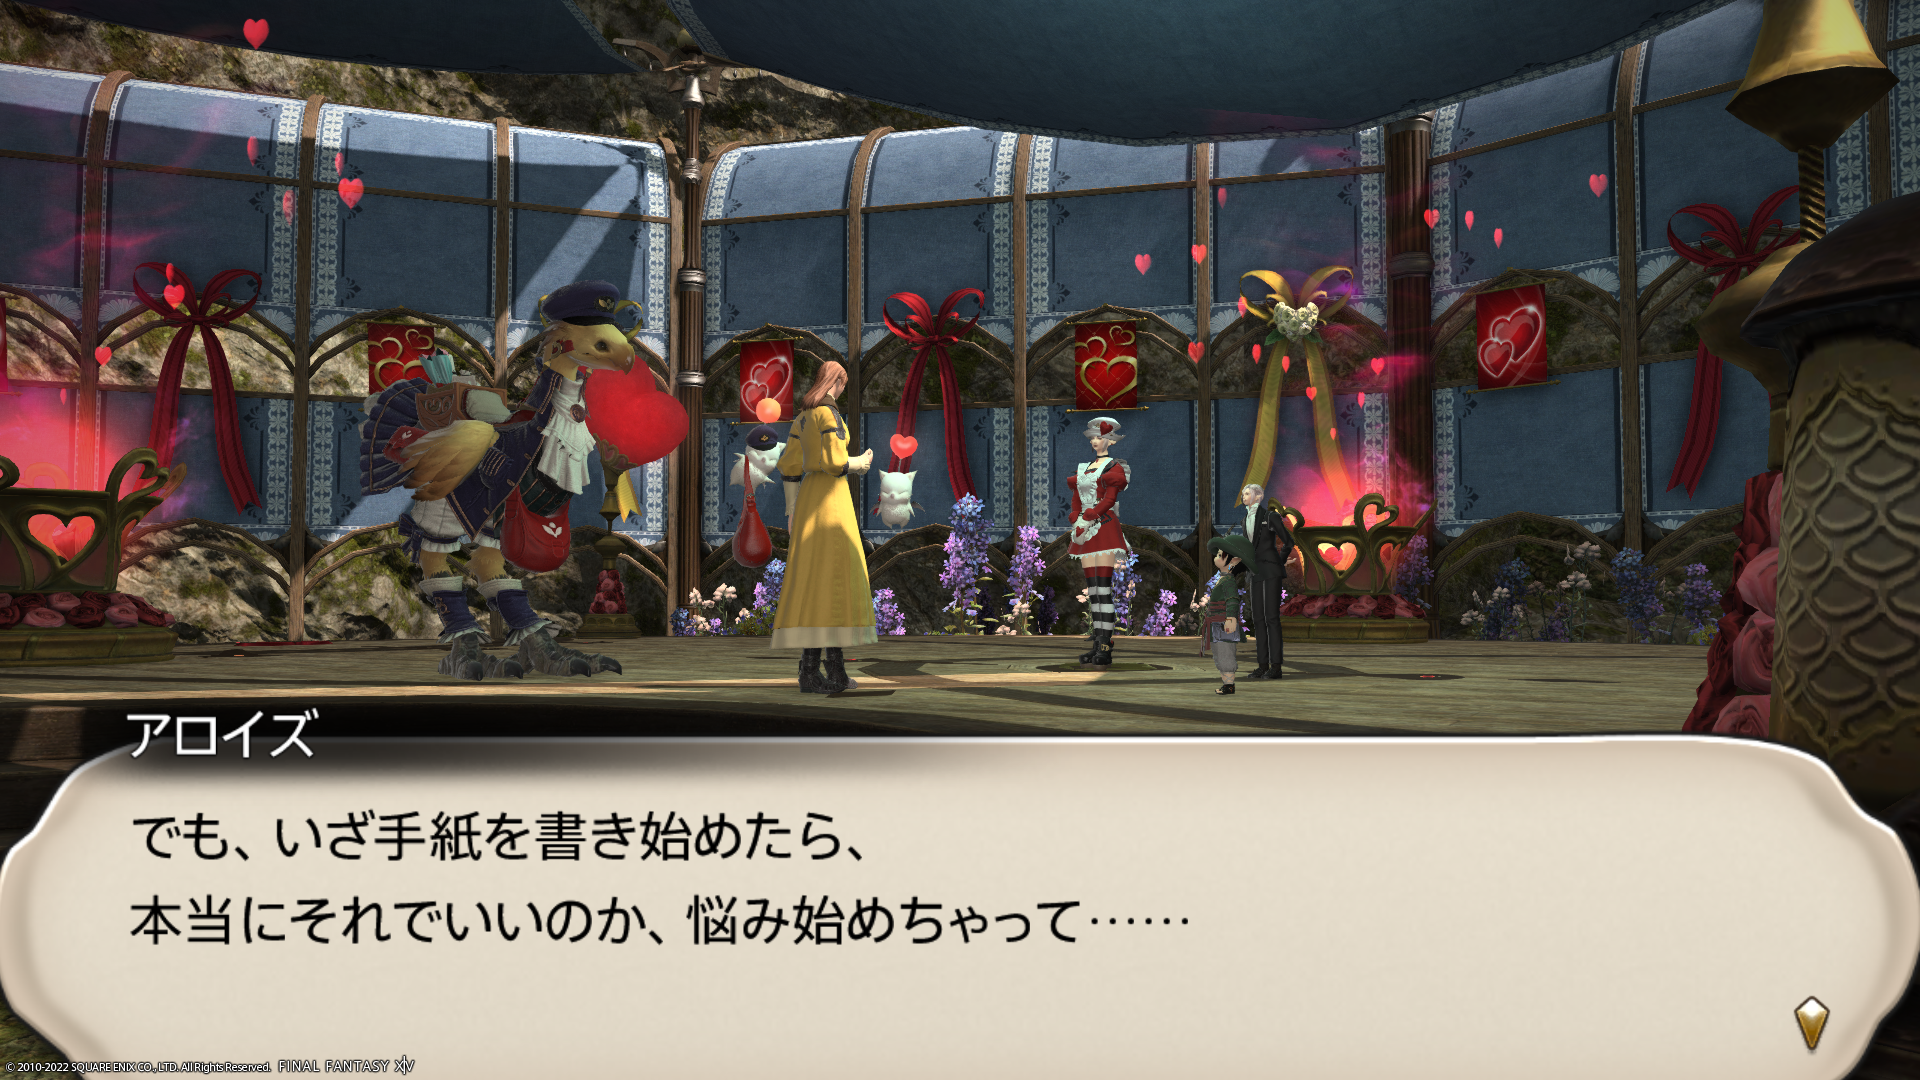 アロイズ
でも、いざ手紙を書き始めたら、
本当にそれでいいのか、悩み始めちゃって……
© 2010-2022 SQUARE ENIX CO., LTD. All Rights Reserved. FINAL FANTASY XIV